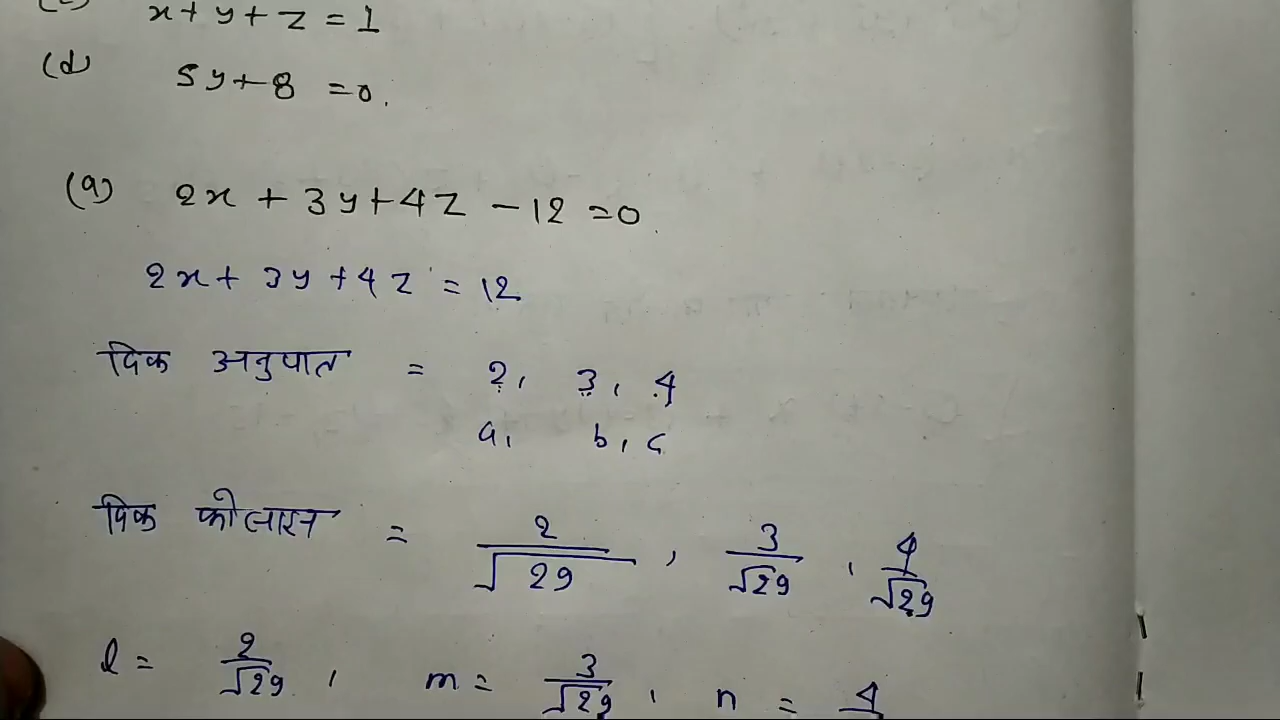 (c) x + y + z = 1
(d) 5y + 8 = 0.
(a) 2x + 3y + 4z - 12 = 0.
2x + 3y + 4z = 12
दिक अनुपात = 2, 3, 4
a, b, c
दिक कोलाइन = 2/√29, 3/√29, 4/√29
l = 2/√29, m = 3/√29, n = 4